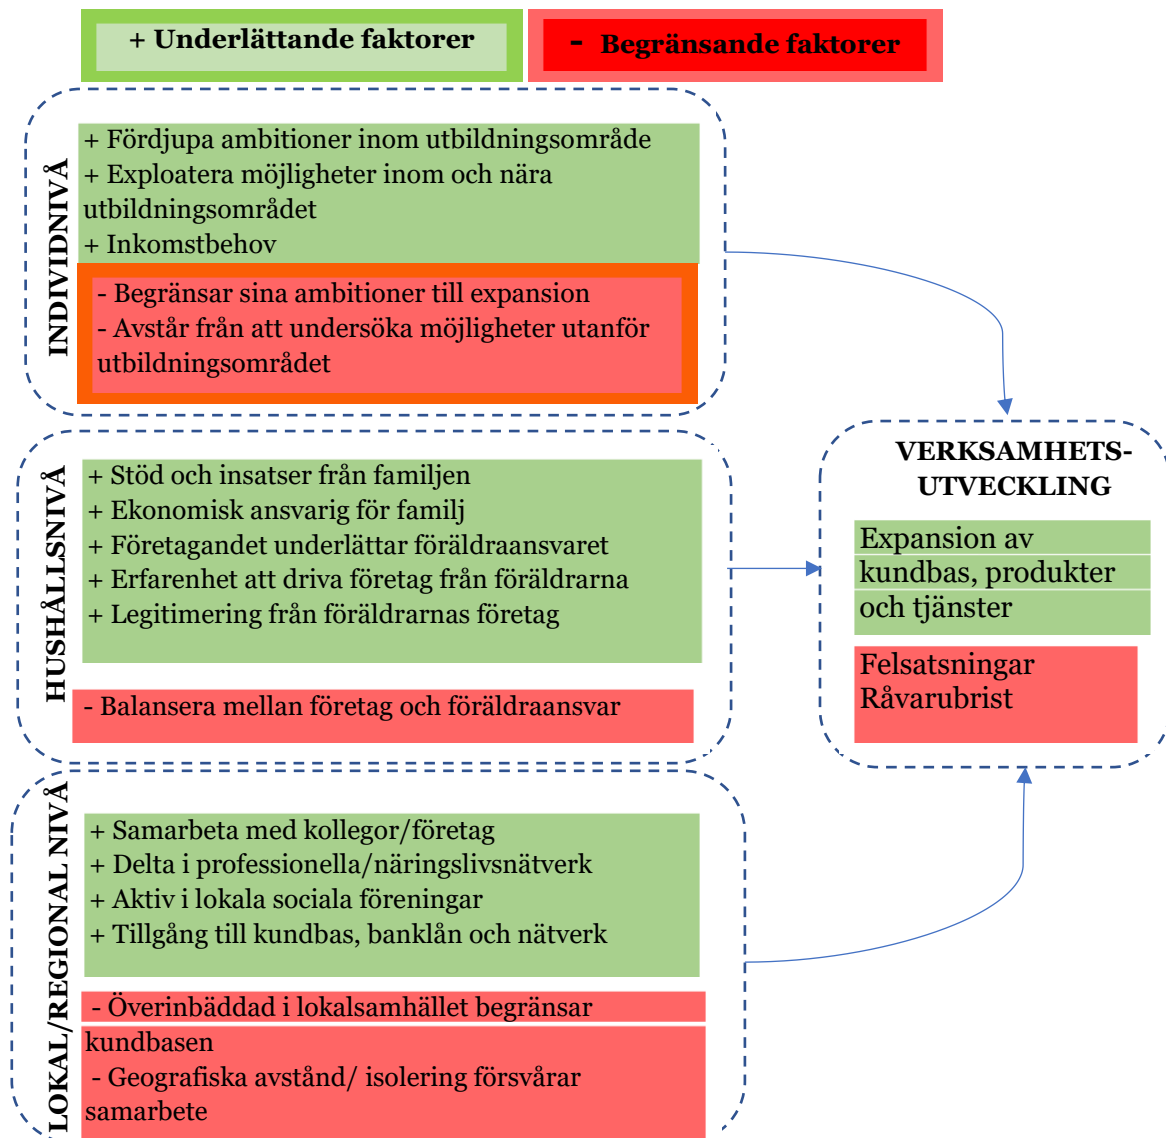 + Underlättande faktorer
- Begränsande faktorer
INDIVIDNIVÅ
+ Fördjupa ambitioner inom utbildningsområde
+ Exploatera möjligheter inom och nära
utbildningsområdet
+ Inkomstbehov
- Begränsar sina ambitioner till expansion
- Avstår från att undersöka möjligheter utanför
utbildningsområdet
HUSHÅLLSNIVÅ
+ Stöd och insatser från familjen
+ Ekonomisk ansvarig för familj
+ Företagandet underlättar föräldraansvaret
+ Erfarenhet att driva företag från föräldrarna
+ Legitimering från föräldrarnas företag
- Balansera mellan företag och föräldraansvar
LOKAL/REGIONAL NIVÅ
+ Samarbeta med kollegor/företag
+ Delta i professionella/näringslivsnätverk
+ Aktiv i lokala sociala föreningar
+ Tillgång till kundbas, banklån och nätverk
- Överinbäddad i lokalsamhället begränsar
kundbasen
- Geografiska avstånd/ isolering försvårar
samarbete
VERKSAMHETS-
UTVECKLING
Expansion av
kundbas, produkter
och tjänster
Felsatsningar
Råvarubrist